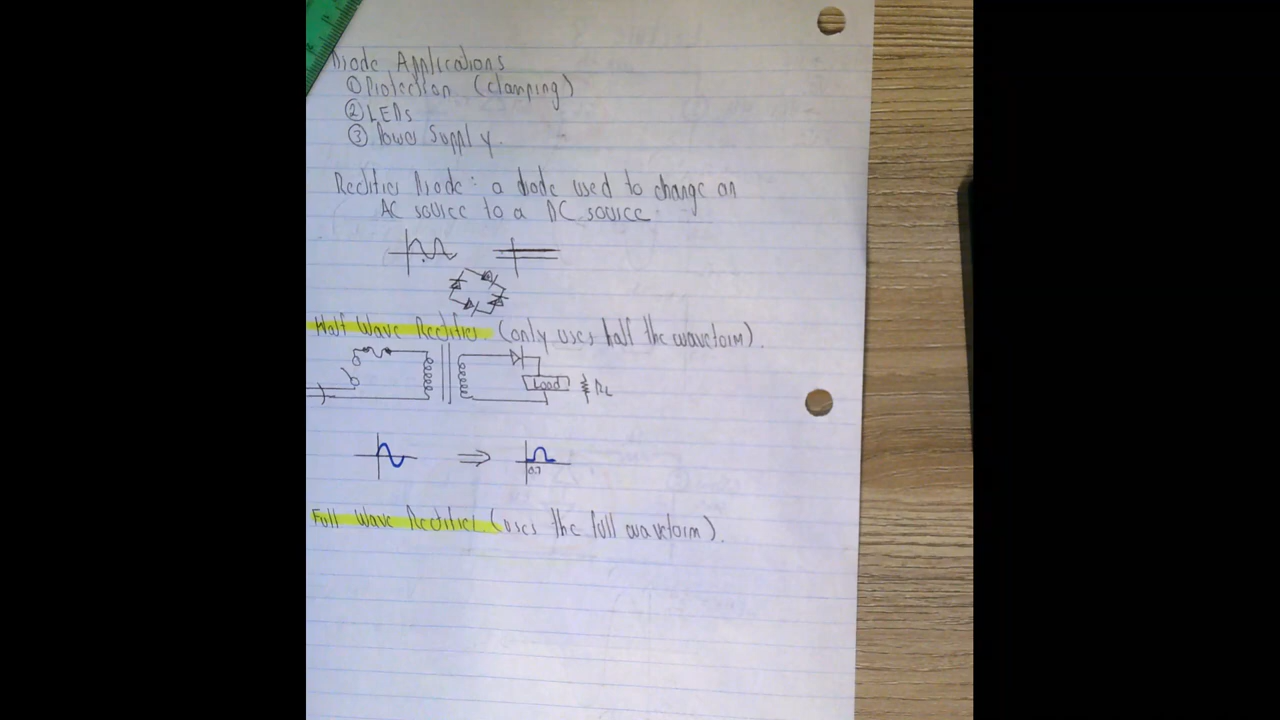 Diode Applications
① Protection (clamping)
② LEDs
③ Power Supply.
Rectifier Diode: a diode used to change an
AC source to a DC source.
Half Wave Rectifier (only uses half the waveform).
Load RL
0.7
Full Wave Rectifier (uses the full waveform).